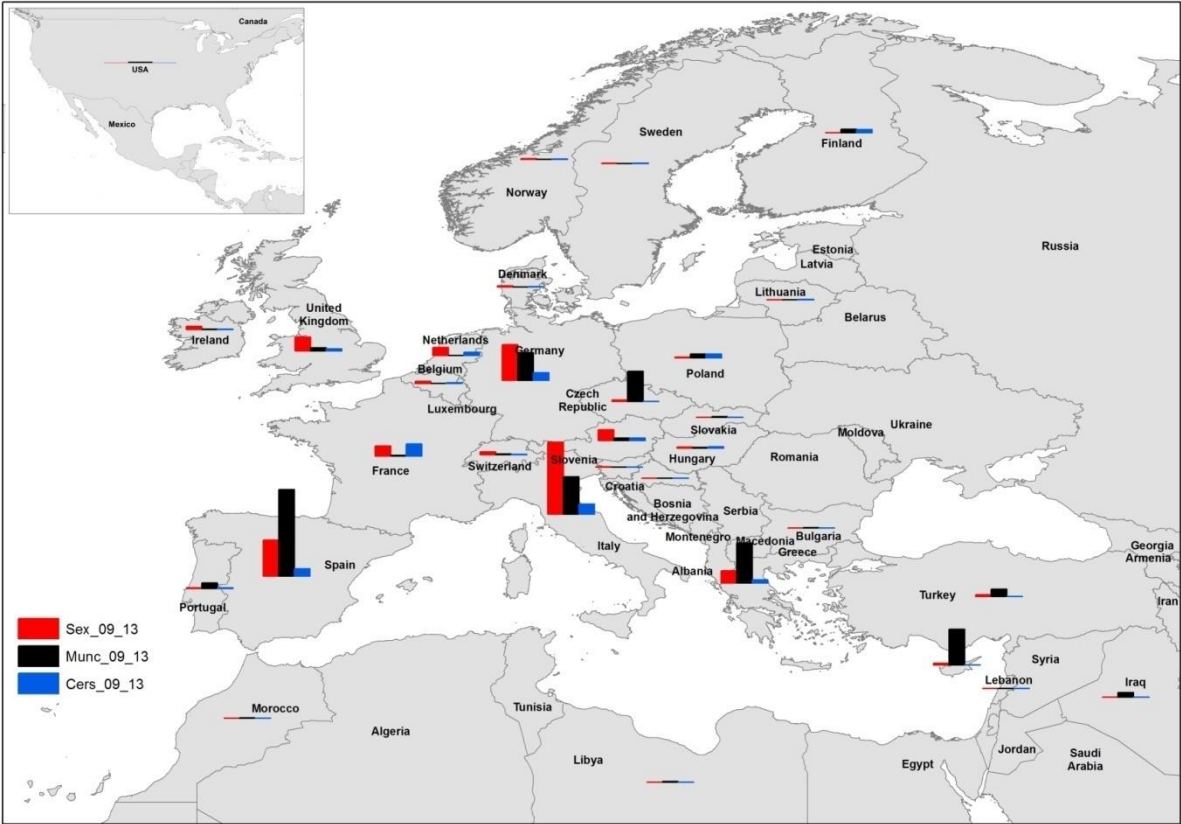 Canada
USA
Mexico
Sweden
Finland
Norway
Russia
Estonia
Latvia
Denmark
Lithuania
United
Kingdom
Belarus
Ireland
Netherlands
Germany
Belgium
Poland
Czech
Republic
Luxembourg
Slovakia
Ukraine
Moldova
Slovenia
Hungary
Romania
France
Switzerland
Croatia
Bosnia
and Herzegovina
Serbia
Montenegro
Macedonia
Bulgaria
Italy
Greece
Georgia
Armenia
Spain
Albania
Turkey
Iran
Portugal
Sex_09_13
Munc_09_13
Cers_09_13
Syria
Lebanon
Iraq
Morocco
Tunisia
Algeria
Jordan
Saudi
Arabia
Libya
Egypt